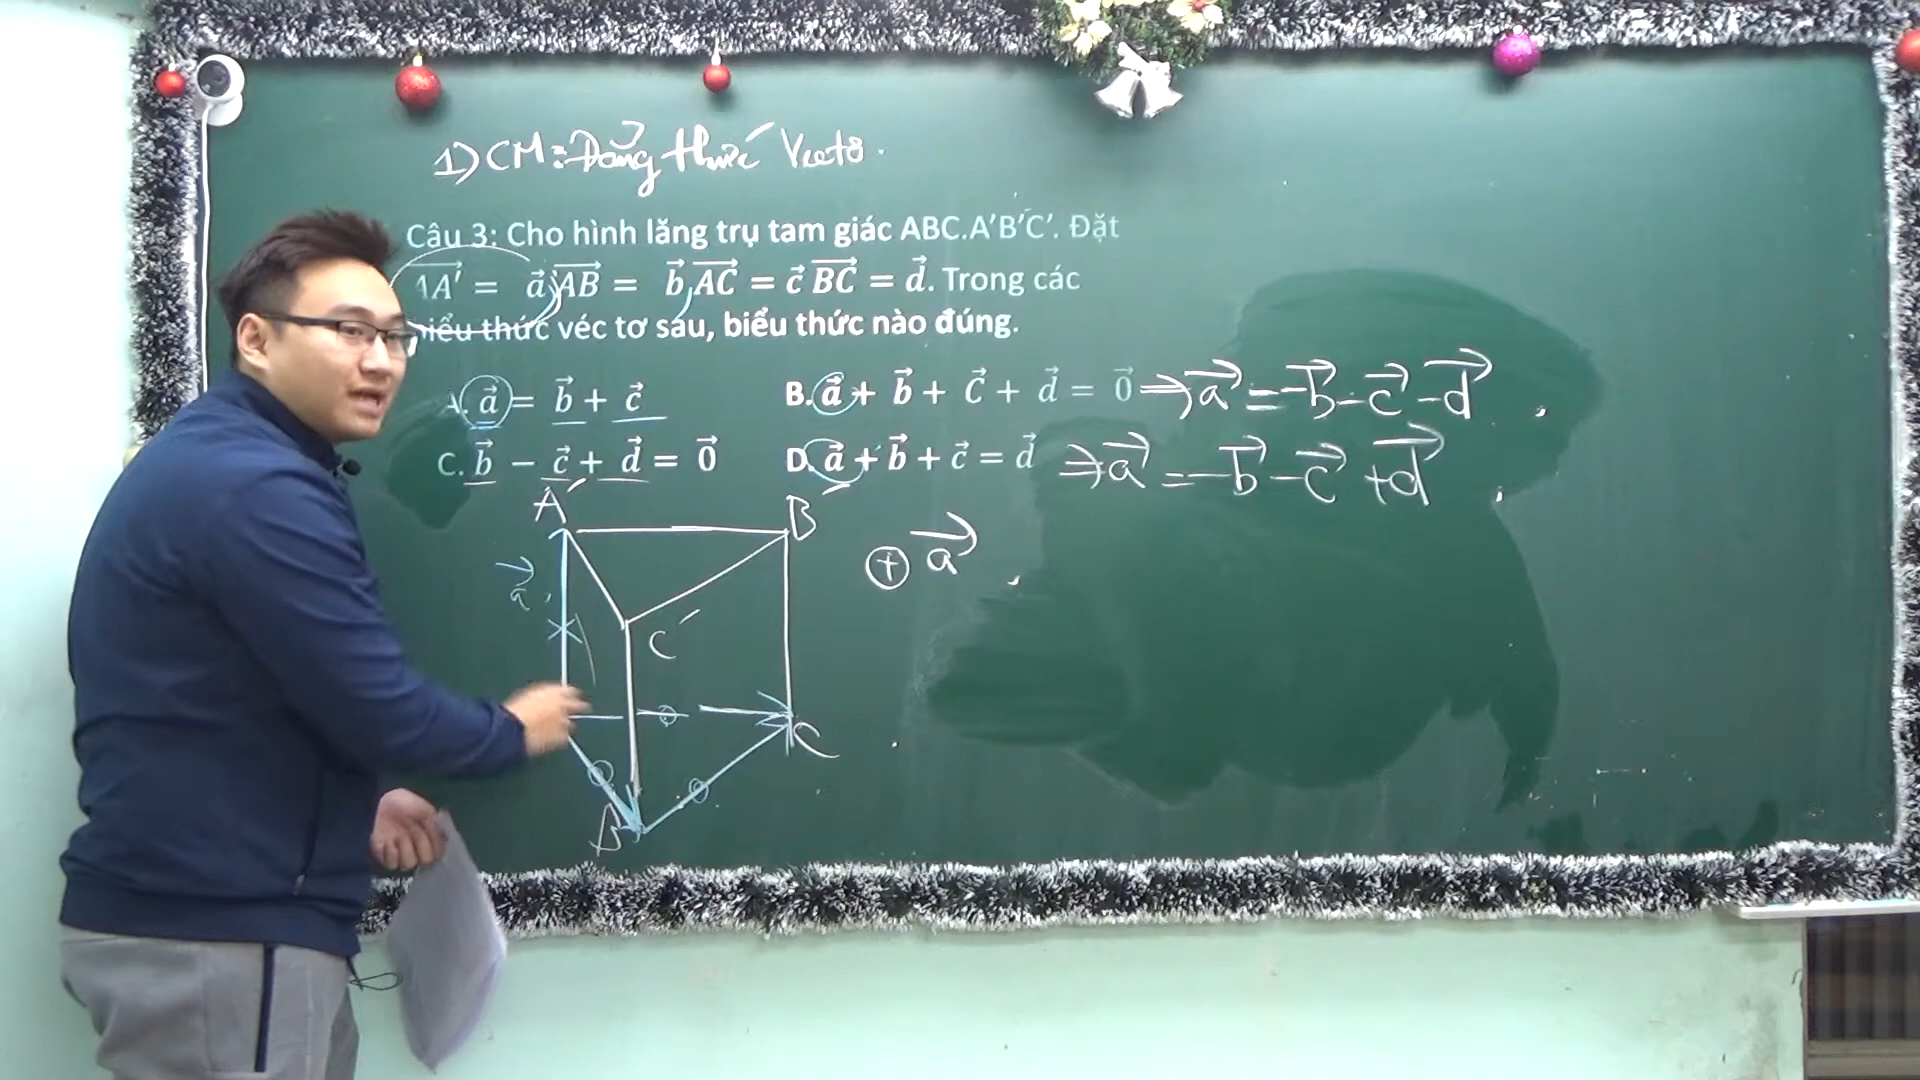 1) CM: Đẳng thức Vectơ.
Câu 3: Cho hình lăng trụ tam giác ABC.A'B'C'. Đặt
AA'→ = a⃗, AB→ = b⃗, AC→ = c⃗ BC→ = d⃗. Trong các
biểu thức véc tơ sau, biểu thức nào đúng.
A. a⃗ = b⃗ + c⃗ B. a⃗ + b⃗ + C⃗ + d⃗ = 0⃗ ⇒ a⃗ = -b⃗ - c⃗ - d⃗.
C. b⃗ - c⃗ + d⃗ = 0⃗ D. a⃗ + b⃗ + c⃗ = d⃗ ⇒ a⃗ = -b⃗ - c⃗ + d⃗.
A' B'
⊕ a⃗
a⃗
C'
C
B